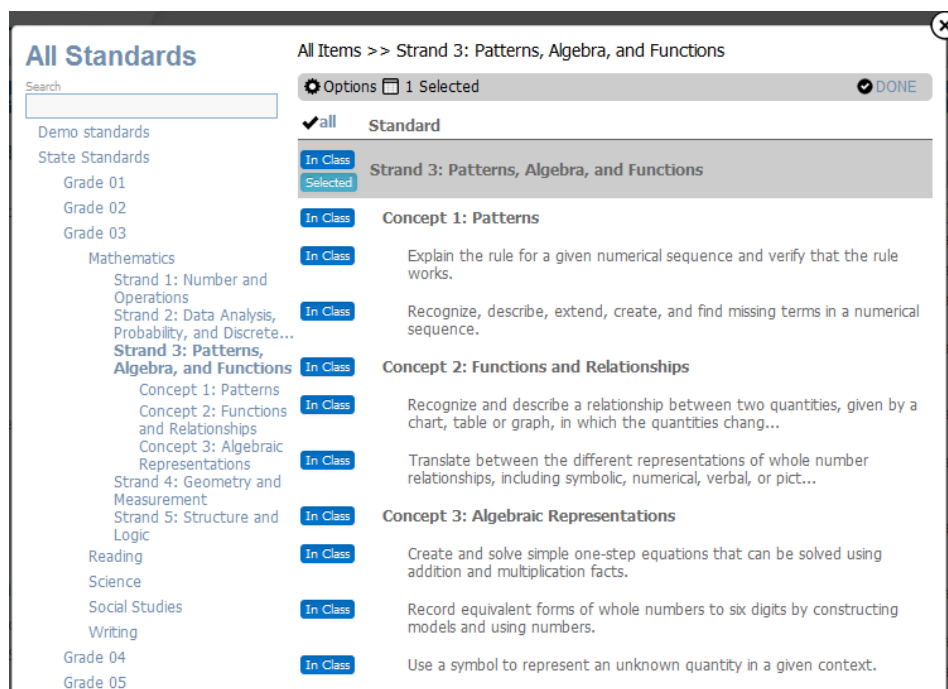 All Standards
Search
Demo standards
State Standards
Grade 01
Grade 02
Grade 03
Mathematics
Strand 1: Number and
Operations
Strand 2: Data Analysis,
Probability, and Discrete...
Strand 3: Patterns,
Algebra, and Functions
Concept 1: Patterns
Concept 2: Functions
and Relationships
Concept 3: Algebraic
Representations
Strand 4: Geometry and
Measurement
Strand 5: Structure and
Logic
Reading
Science
Social Studies
Writing
Grade 04
Grade 05
All Items >> Strand 3: Patterns, Algebra, and Functions
Options 1 Selected DONE
all Standard
In Class
Selected
Strand 3: Patterns, Algebra, and Functions
In Class Concept 1: Patterns
In Class Explain the rule for a given numerical sequence and verify that the rule
works.
In Class Recognize, describe, extend, create, and find missing terms in a numerical
sequence.
In Class Concept 2: Functions and Relationships
In Class Recognize and describe a relationship between two quantities, given by a
chart, table or graph, in which the quantities chang...
In Class Translate between the different representations of whole number
relationships, including symbolic, numerical, verbal, or pict...
In Class Concept 3: Algebraic Representations
In Class Create and solve simple one-step equations that can be solved using
addition and multiplication facts.
In Class Record equivalent forms of whole numbers to six digits by constructing
models and using numbers.
In Class Use a symbol to represent an unknown quantity in a given context.